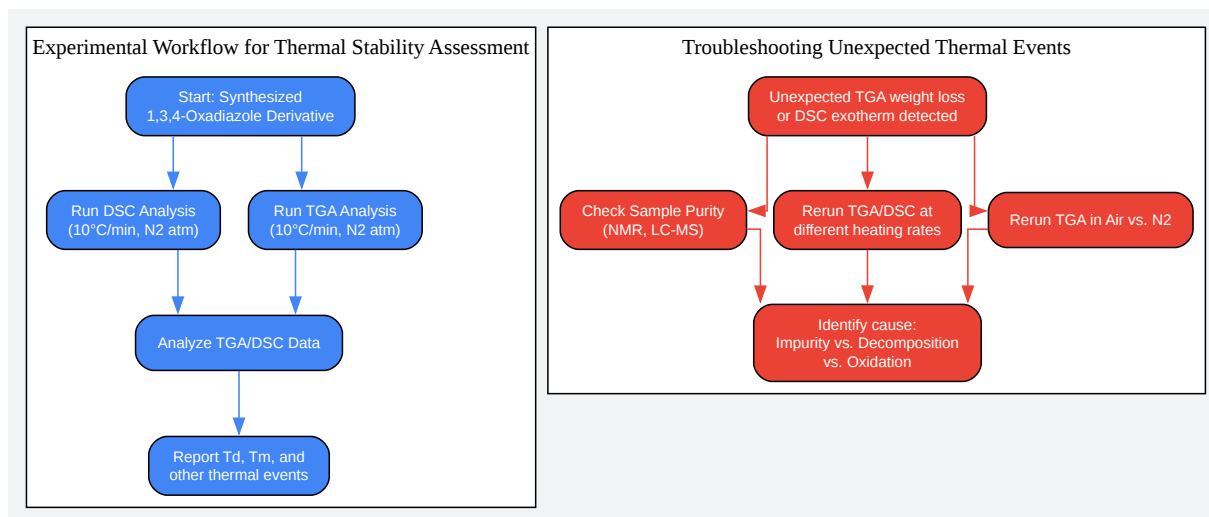 Experimental Workflow for Thermal Stability Assessment
Start: Synthesized
1,3,4-Oxadiazole Derivative
Run DSC Analysis
(10°C/min, N2 atm)
Run TGA Analysis
(10°C/min, N2 atm)
Analyze TGA/DSC Data
Report Td, Tm, and
other thermal events
Troubleshooting Unexpected Thermal Events
Unexpected TGA weight loss
or DSC exotherm detected
Check Sample Purity
(NMR, LC-MS)
Rerun TGA/DSC at
different heating rates
Rerun TGA in Air vs. N2
Identify cause:
Impurity vs. Decomposition
vs. Oxidation